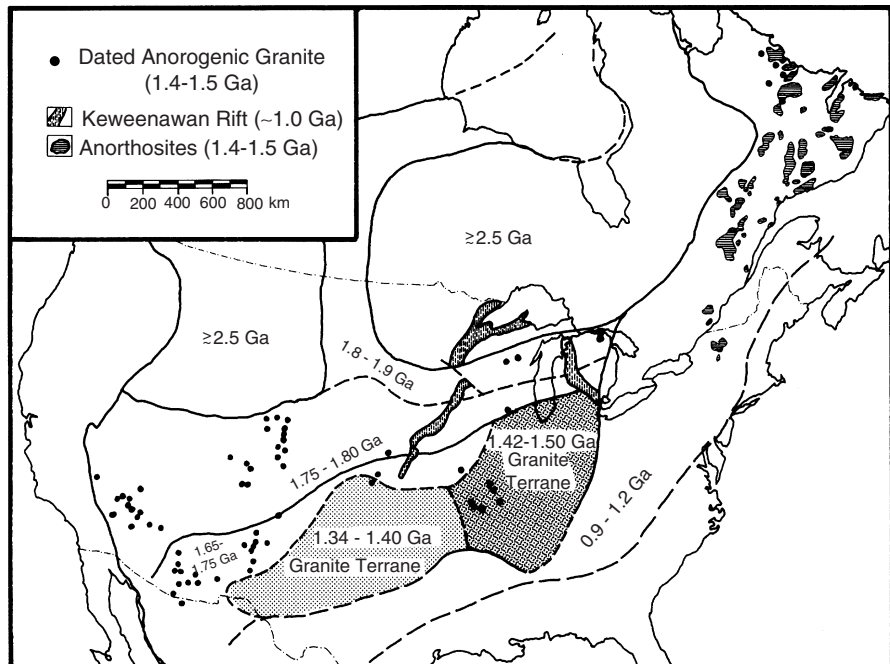 Dated Anorogenic Granite
(1.4-1.5 Ga)
Keweenawan Rift (~1.0 Ga)
Anorthosites (1.4-1.5 Ga)
0 200 400 600 800 km
≥2.5 Ga
≥2.5 Ga
1.8 - 1.9 Ga
1.75 - 1.80 Ga
1.42-1.50 Ga
Granite
Terrane
0.9 - 1.2 Ga
1.65-
1.75 Ga
1.34 - 1.40 Ga
Granite Terrane